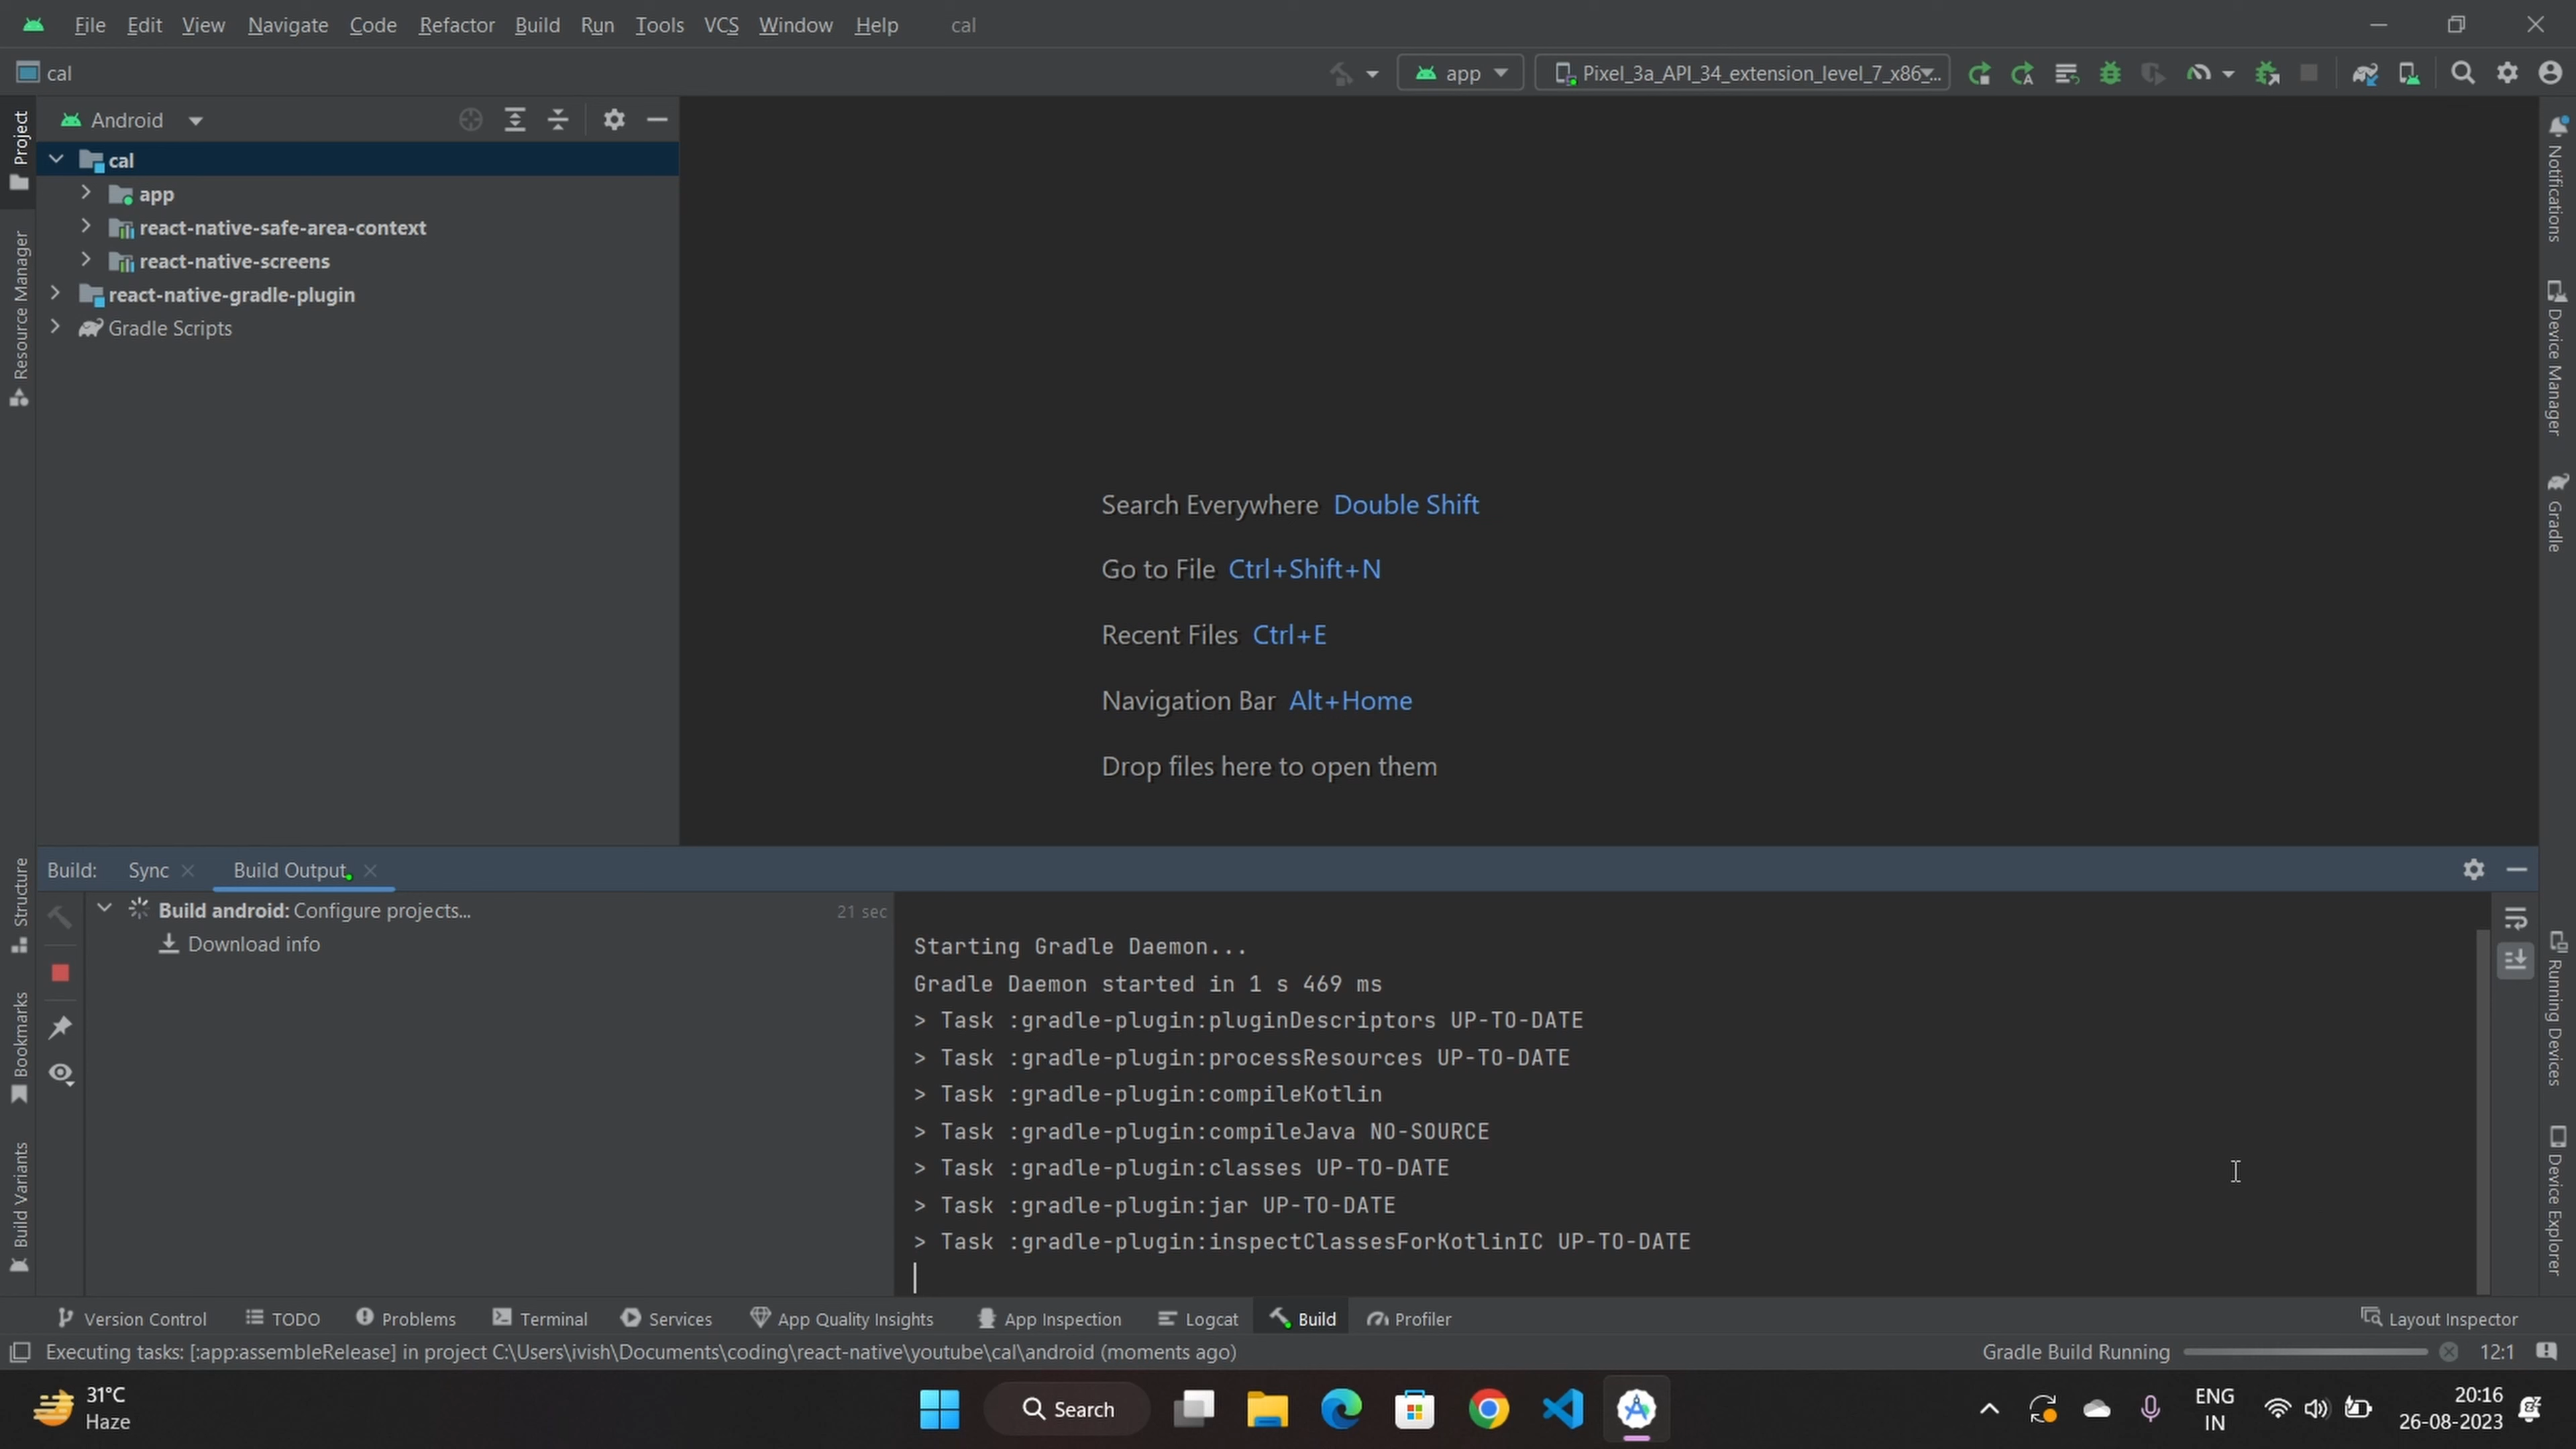 File Edit View Navigate Code Refactor Build Run Tools VCS Window Help cal
cal
app
Pixel_3a_API_34_extension_level_7_x86_...
Project
Resource Manager
Structure
Bookmarks
Build Variants
Android
cal
app
react-native-safe-area-context
react-native-screens
react-native-gradle-plugin
Gradle Scripts
Search Everywhere Double Shift
Go to File Ctrl+Shift+N
Recent Files Ctrl+E
Navigation Bar Alt+Home
Drop files here to open them
Notifications
Device Manager
Gradle
Running Devices
Device Explorer
Build: Sync Build Output
Build android: Configure projects... 21 sec
Download info
Starting Gradle Daemon...
Gradle Daemon started in 1 s 469 ms
> Task :gradle-plugin:pluginDescriptors UP-TO-DATE
> Task :gradle-plugin:processResources UP-TO-DATE
> Task :gradle-plugin:compileKotlin
> Task :gradle-plugin:compileJava NO-SOURCE
> Task :gradle-plugin:classes UP-TO-DATE
> Task :gradle-plugin:jar UP-TO-DATE
> Task :gradle-plugin:inspectClassesForKotlinIC UP-TO-DATE
Version Control TODO Problems Terminal Services App Quality Insights App Inspection Logcat Build Profiler Layout Inspector
Executing tasks: [:app:assembleRelease] in project C:\Users\ivish\Documents\coding\react-native\youtube\cal\android (moments ago) Gradle Build Running 12:1
31°C
Haze
Search
ENG
IN
20:16
26-08-2023